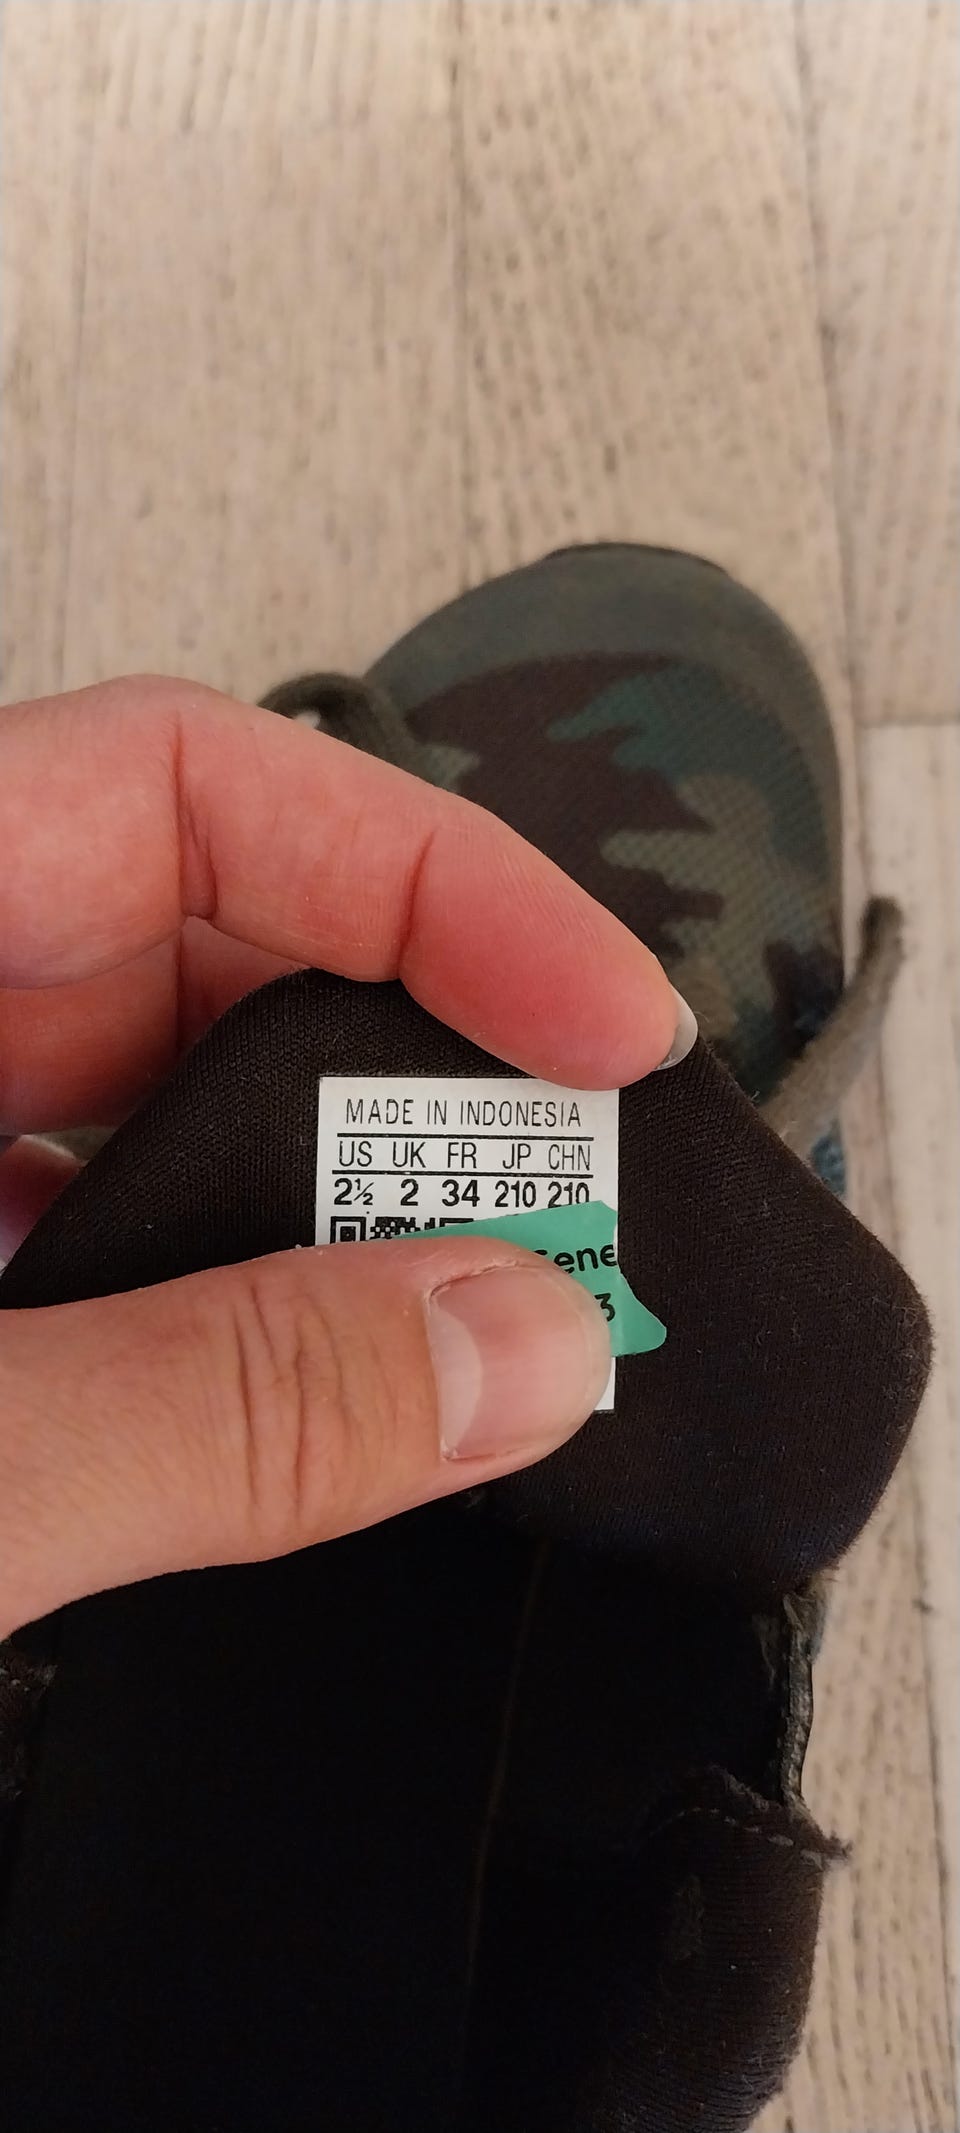 MADE IN INDONESIA
US UK FR JP CHN
2½ 2 34 210 210